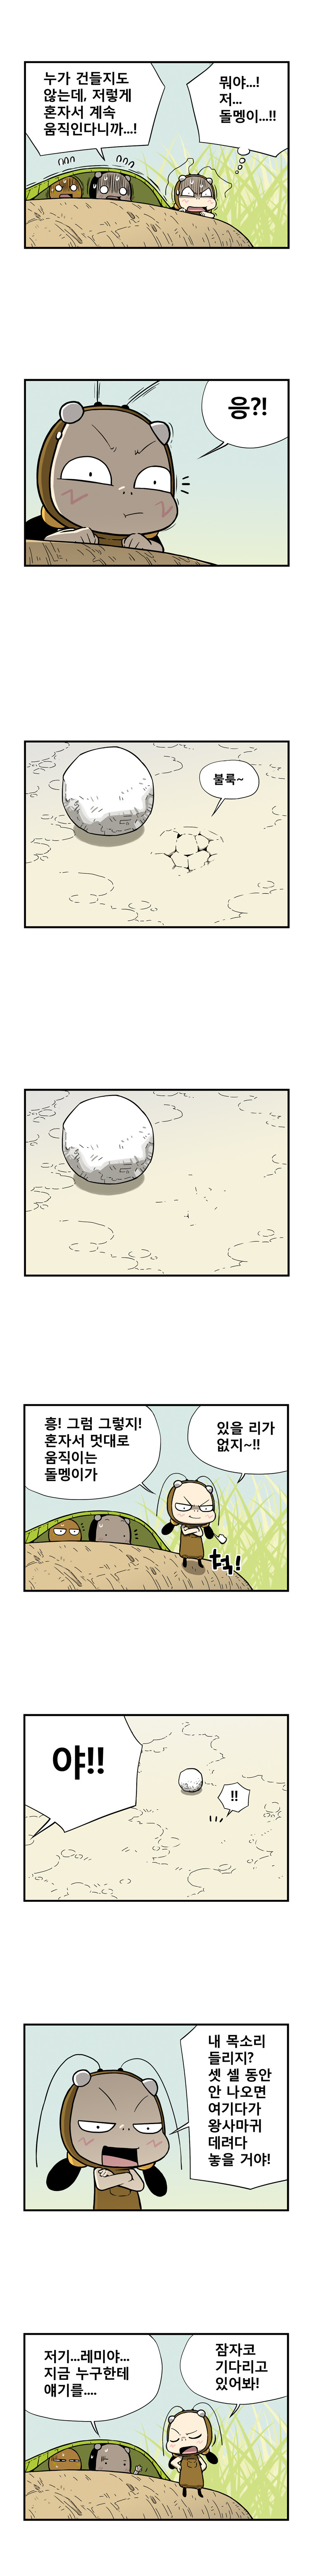 누가 건들지도
않는데, 저렇게
혼자서 계속
움직인다니까...!
뭐야...!
저...
돌멩이...!!
응?!
불룩~
흥! 그럼 그렇지!
혼자서 멋대로
움직이는
돌멩이가
있을 리가
없지~!!
척!
야!!
!!
내 목소리
들리지?
셋 셀 동안
안 나오면
여기다가
왕사마귀
데려다
놓을 거야!
저기...레미야...
지금 누구한테
얘기를....
잠자코
기다리고
있어봐!